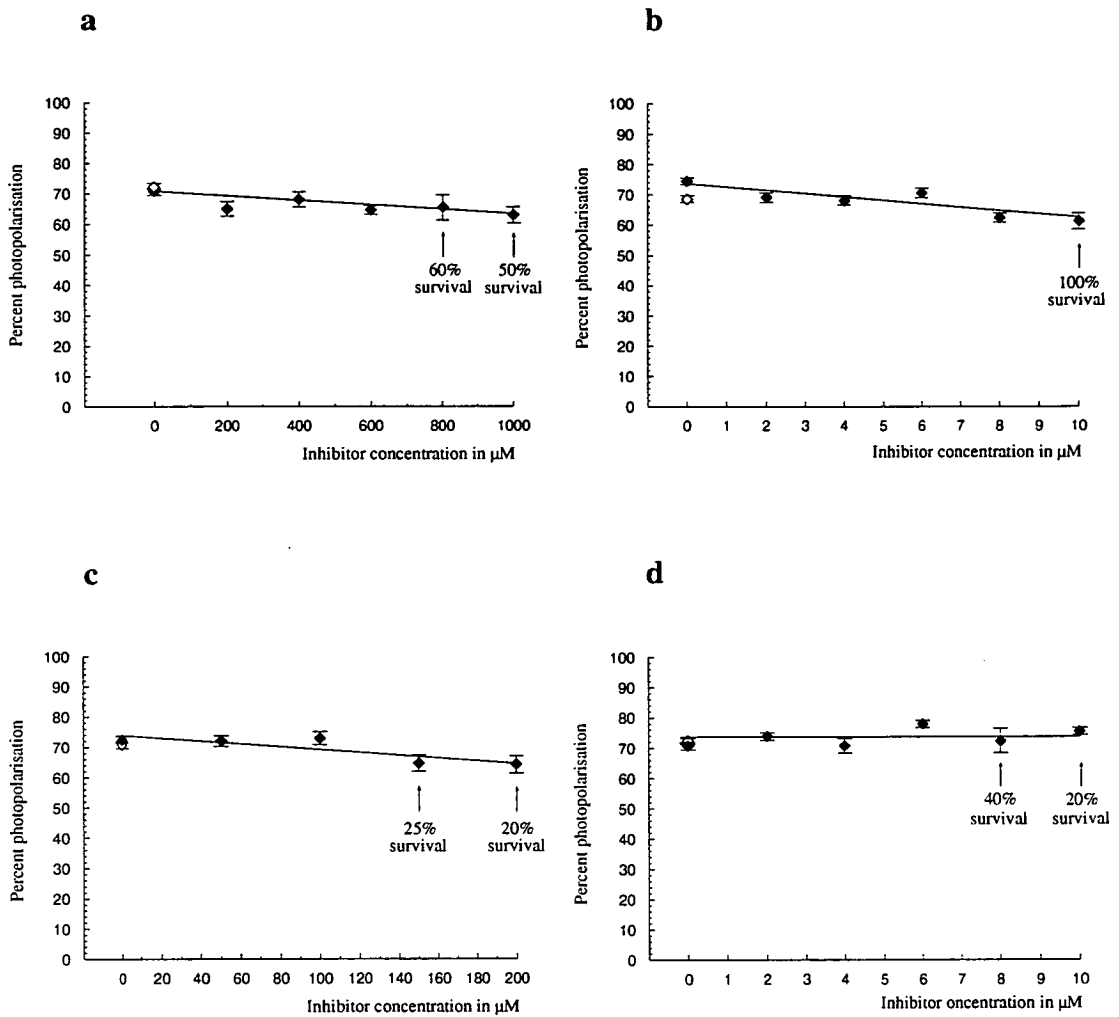 a
Percent photopolarisation
100
90
80
70
60
50
40
30
20
10
0
60%
survival
50%
survival
0 200 400 600 800 1000
Inhibitor concentration in µM
b
Percent photopolarisation
100
90
80
70
60
50
40
30
20
10
0
100%
survival
0 1 2 3 4 5 6 7 8 9 10
Inhibitor concentration in µM
c
Percent photopolarisation
100
90
80
70
60
50
40
30
20
10
0
25%
survival
20%
survival
0 20 40 60 80 100 120 140 160 180 200
Inhibitor concentration in µM
d
Percent photopolarisation
100
90
80
70
60
50
40
30
20
10
0
40%
survival
20%
survival
0 1 2 3 4 5 6 7 8 9 10
Inhibitor oncentration in µM